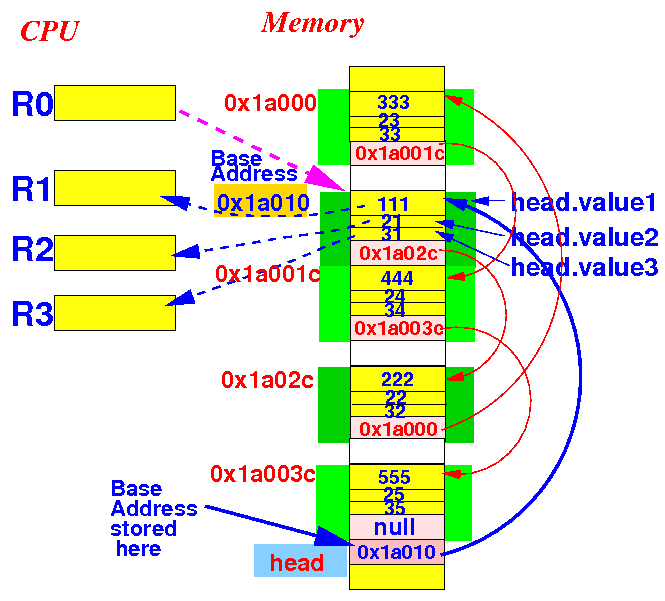 CPU
Memory
R0
R1
R2
R3
0x1a000
333
23
33
0x1a001c
Base
Address
0x1a010
111
21
31
0x1a02c
head.value1
head.value2
head.value3
0x1a001c
444
24
34
0x1a003c
0x1a02c
222
22
32
0x1a000
0x1a003c
555
25
35
null
0x1a010
Base
Address
stored
here
head